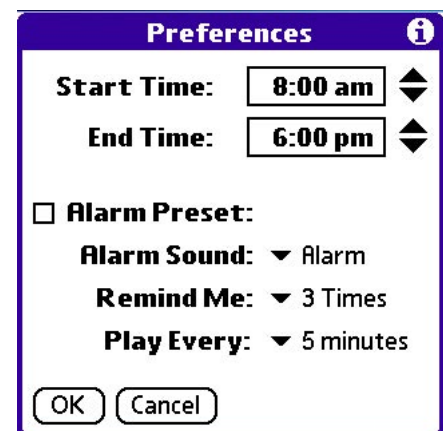 Preferences i
Start Time: 8:00 am
End Time: 6:00 pm
Alarm Preset:
Alarm Sound: Alarm
Remind Me: 3 Times
Play Every: 5 minutes
OK Cancel